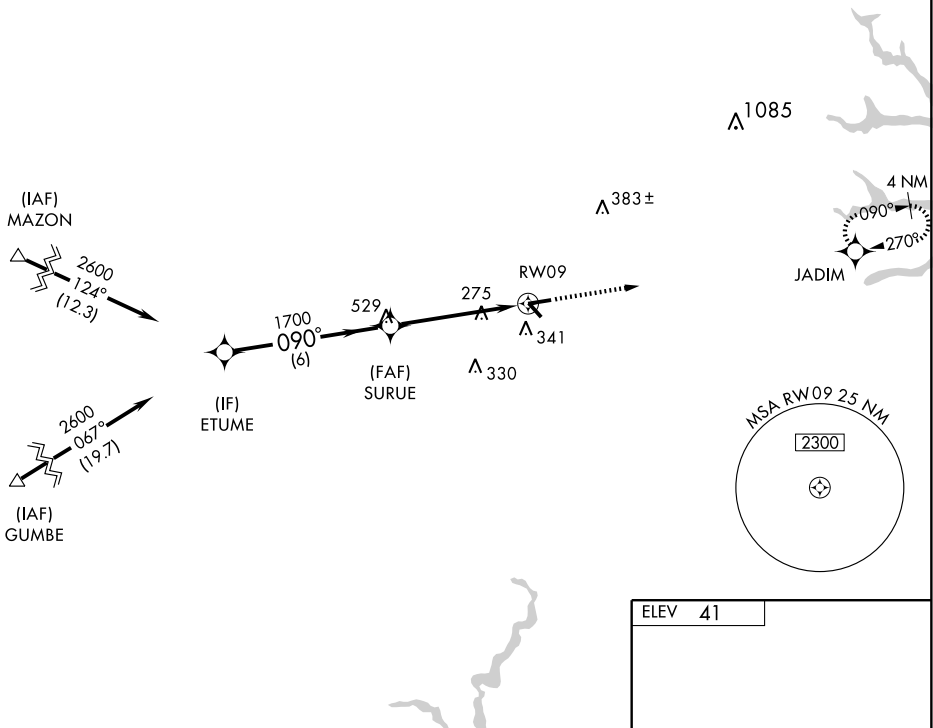 1085
4 NM
(IAF)
MAZON
383±
090°
270°
JADIM
2600
124°
(12.3)
RW09
1700
090°
(6)
529
275
341
(FAF)
SURUE
330
(IF)
ETUME
2600
067°
(19.7)
(IAF)
GUMBE
MSA RW09 25 NM
2300
ELEV 41